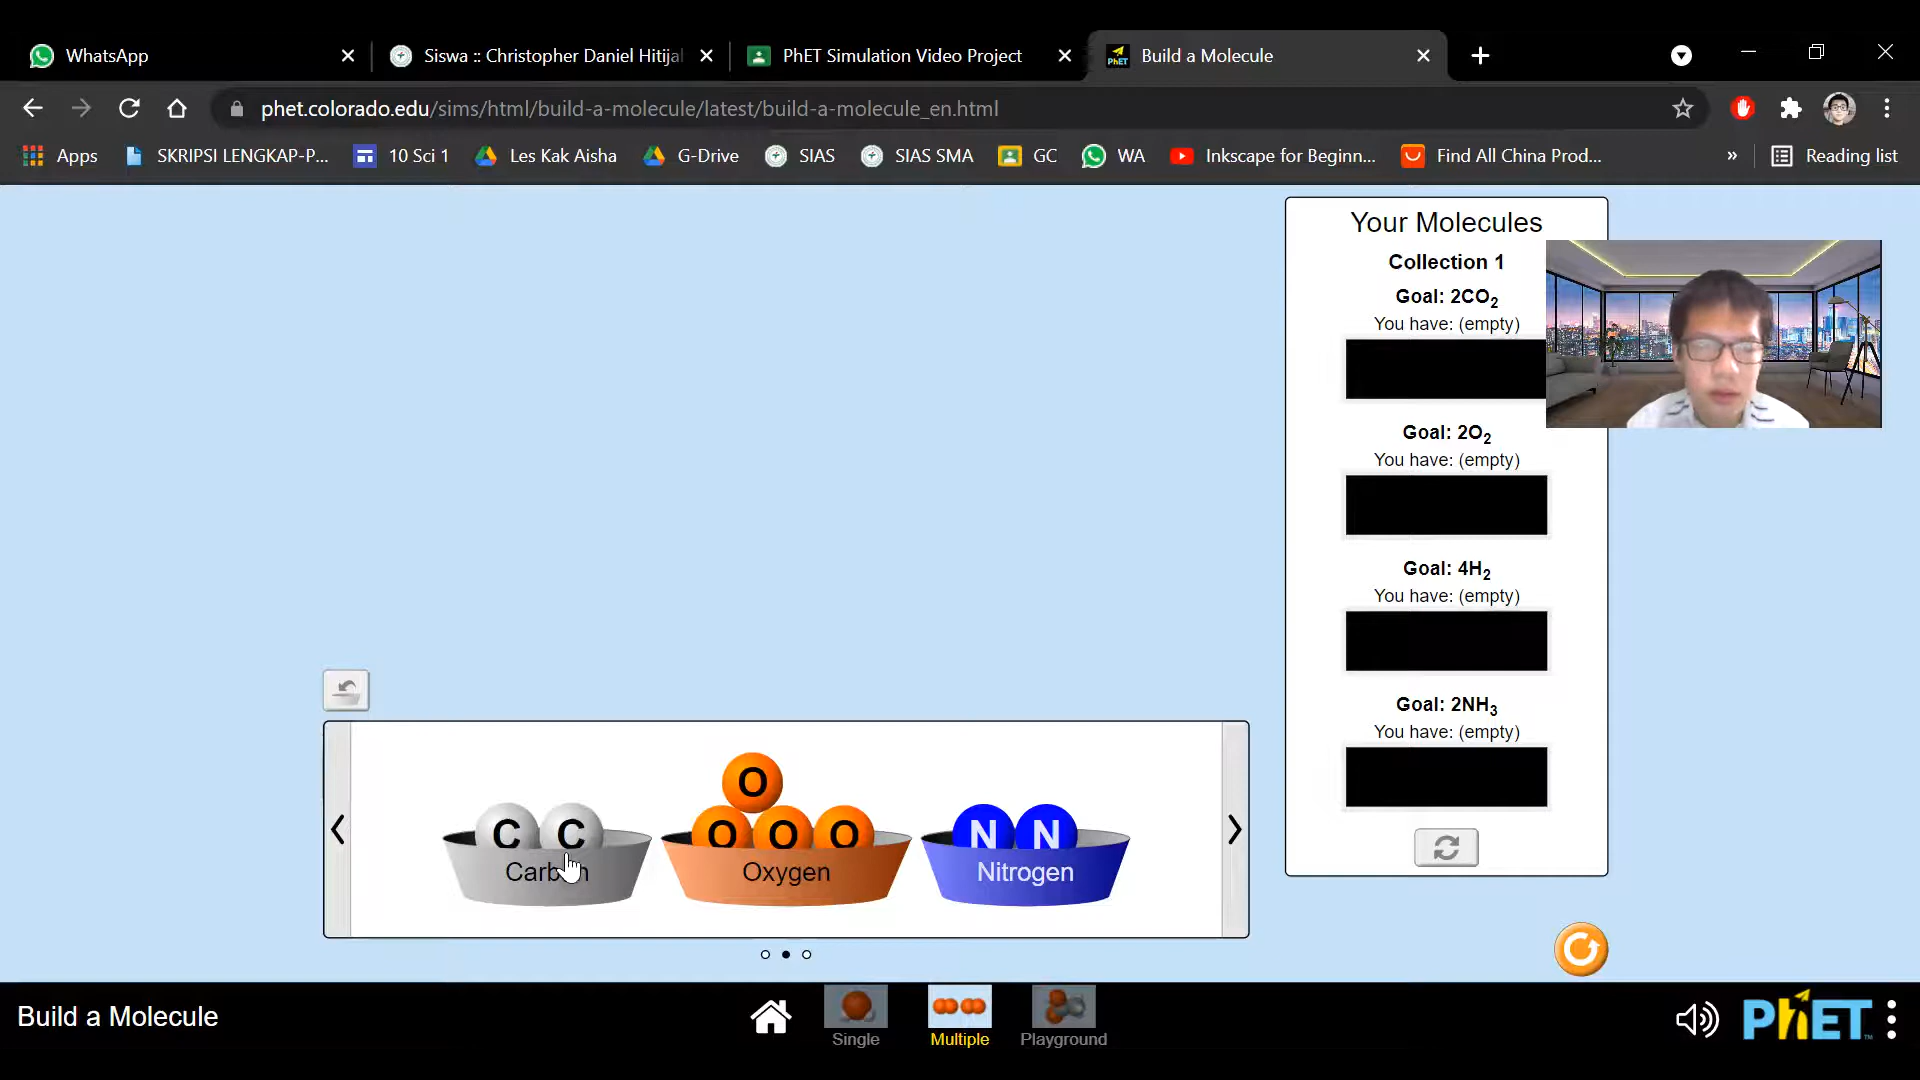 WhatsApp
Siswa :: Christopher Daniel Hitijal
PhET Simulation Video Project
Build a Molecule
phet.colorado.edu/sims/html/build-a-molecule/latest/build-a-molecule_en.html
Apps
SKRIPSI LENGKAP-P...
10 Sci 1
Les Kak Aisha
G-Drive
SIAS
SIAS SMA
GC
WA
Inkscape for Beginn...
Find All China Prod...
»
Reading list
Your Molecules
Collection 1
Goal: 2CO₂
You have: (empty)
Goal: 2O₂
You have: (empty)
Goal: 4H₂
You have: (empty)
Goal: 2NH₃
You have: (empty)
O
C C O O O N N
Carbon Oxygen Nitrogen
Build a Molecule
Single
Multiple
Playground
PhET